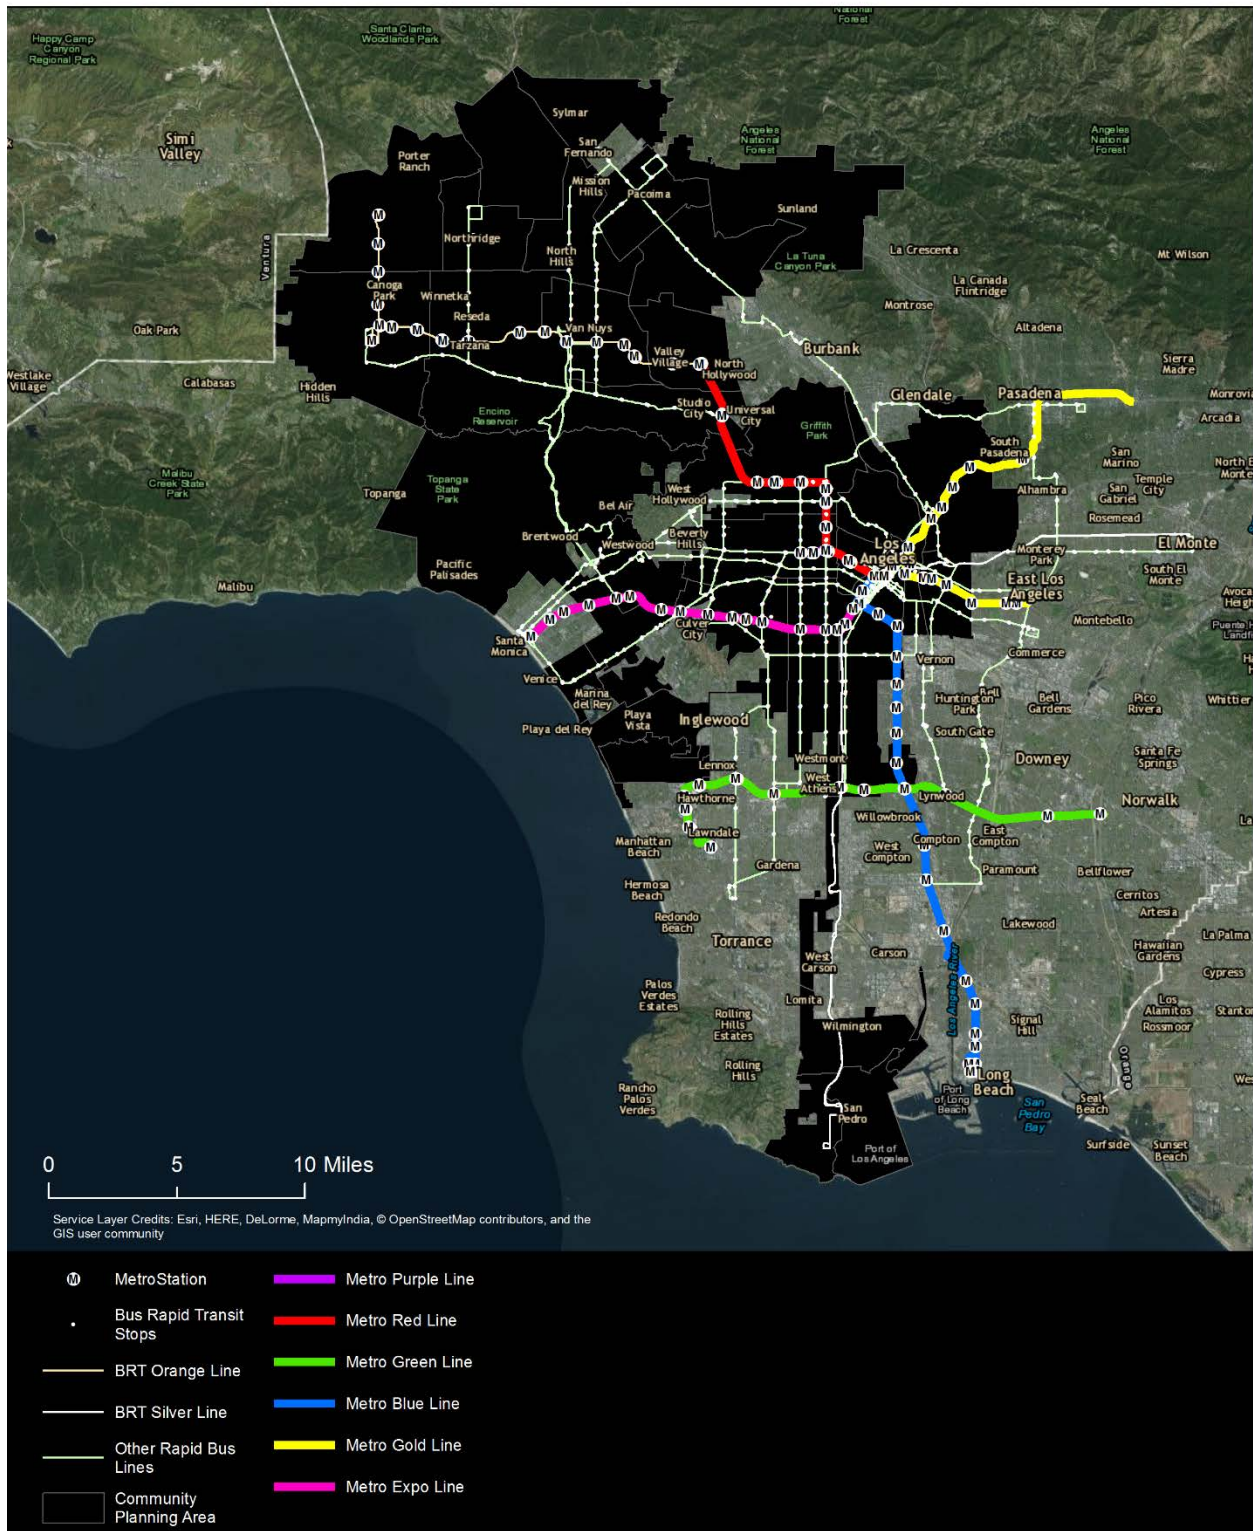 National
Forest
Santa Clarita
Woodlands Park
Happy Camp
Canyon
Regional Park
Sylmar
Simi
Valley
San
Fernando
Angeles
National
Forest
Angeles
National
Forest
Porter
Ranch
Mission
Hills
Pacoima
Sunland
Ventura
Northridge
North
Hills
La Crescenta
La Tuna
Canyon Park
Mt Wilson
La Canada
Flintridge
Canoga
Park
Winnetka
Montrose
Reseda
Oak Park
Van Nuys
Altadena
Tarzana
Burbank
Valley
Village
North
Hollywood
Sierra
Madre
Westlake
Village
Calabasas
Hidden
Hills
Glendale
Pasadena
Monrovia
Studio
City
Universal
City
Arcadia
Encino
Reservoir
Griffith
Park
South
Pasadena
San
Marino
Malibu
Creek State
Park
Temple
City
Topanga
Topanga
State
Park
West
Hollywood
Alhambra
San
Gabriel
Bel Air
Rosemead
Brentwood
Westwood
Beverly
Hills
Los
Angeles
Monterey
Park
El Monte
Pacific
Palisades
South El
Monte
Malibu
East Los
Angeles
Culver
City
Montebello
Santa
Monica
Commerce
Vernon
Venice
Marina
del Rey
Huntington
Park
Bell
Bell
Gardens
Pico
Rivera
Whittier
Playa
Vista
Inglewood
Playa del Rey
South Gate
Downey
Santa Fe
Springs
Westmont
Lennox
West
Athens
Hawthorne
Lynwood
Norwalk
Willowbrook
Lawndale
Manhattan
Beach
Compton
East
Compton
West
Compton
Gardena
Paramount
Bellflower
Hermosa
Beach
Cerritos
Artesia
Redondo
Beach
Lakewood
Torrance
La Palma
Hawaiian
Gardens
Carson
West
Carson
Cypress
Los Angeles River
Palos
Verdes
Estates
Lomita
Los
Alamitos
Rossmoor
Rolling
Hills
Estates
Wilmington
Signal
Hill
Rolling
Hills
Orange
Long
Beach
Rancho
Palos
Verdes
Port
of Long
Beach
San
Pedro
San
Pedro
Bay
Seal
Beach
Port of
Los Angeles
Surfside
Sunset
Beach
0 5 10 Miles
Service Layer Credits: Esri, HERE, DeLorme, MapmyIndia, © OpenStreetMap contributors, and the
GIS user community
M MetroStation
Bus Rapid Transit
Stops
BRT Orange Line
BRT Silver Line
Other Rapid Bus
Lines
Community
Planning Area
Metro Purple Line
Metro Red Line
Metro Green Line
Metro Blue Line
Metro Gold Line
Metro Expo Line